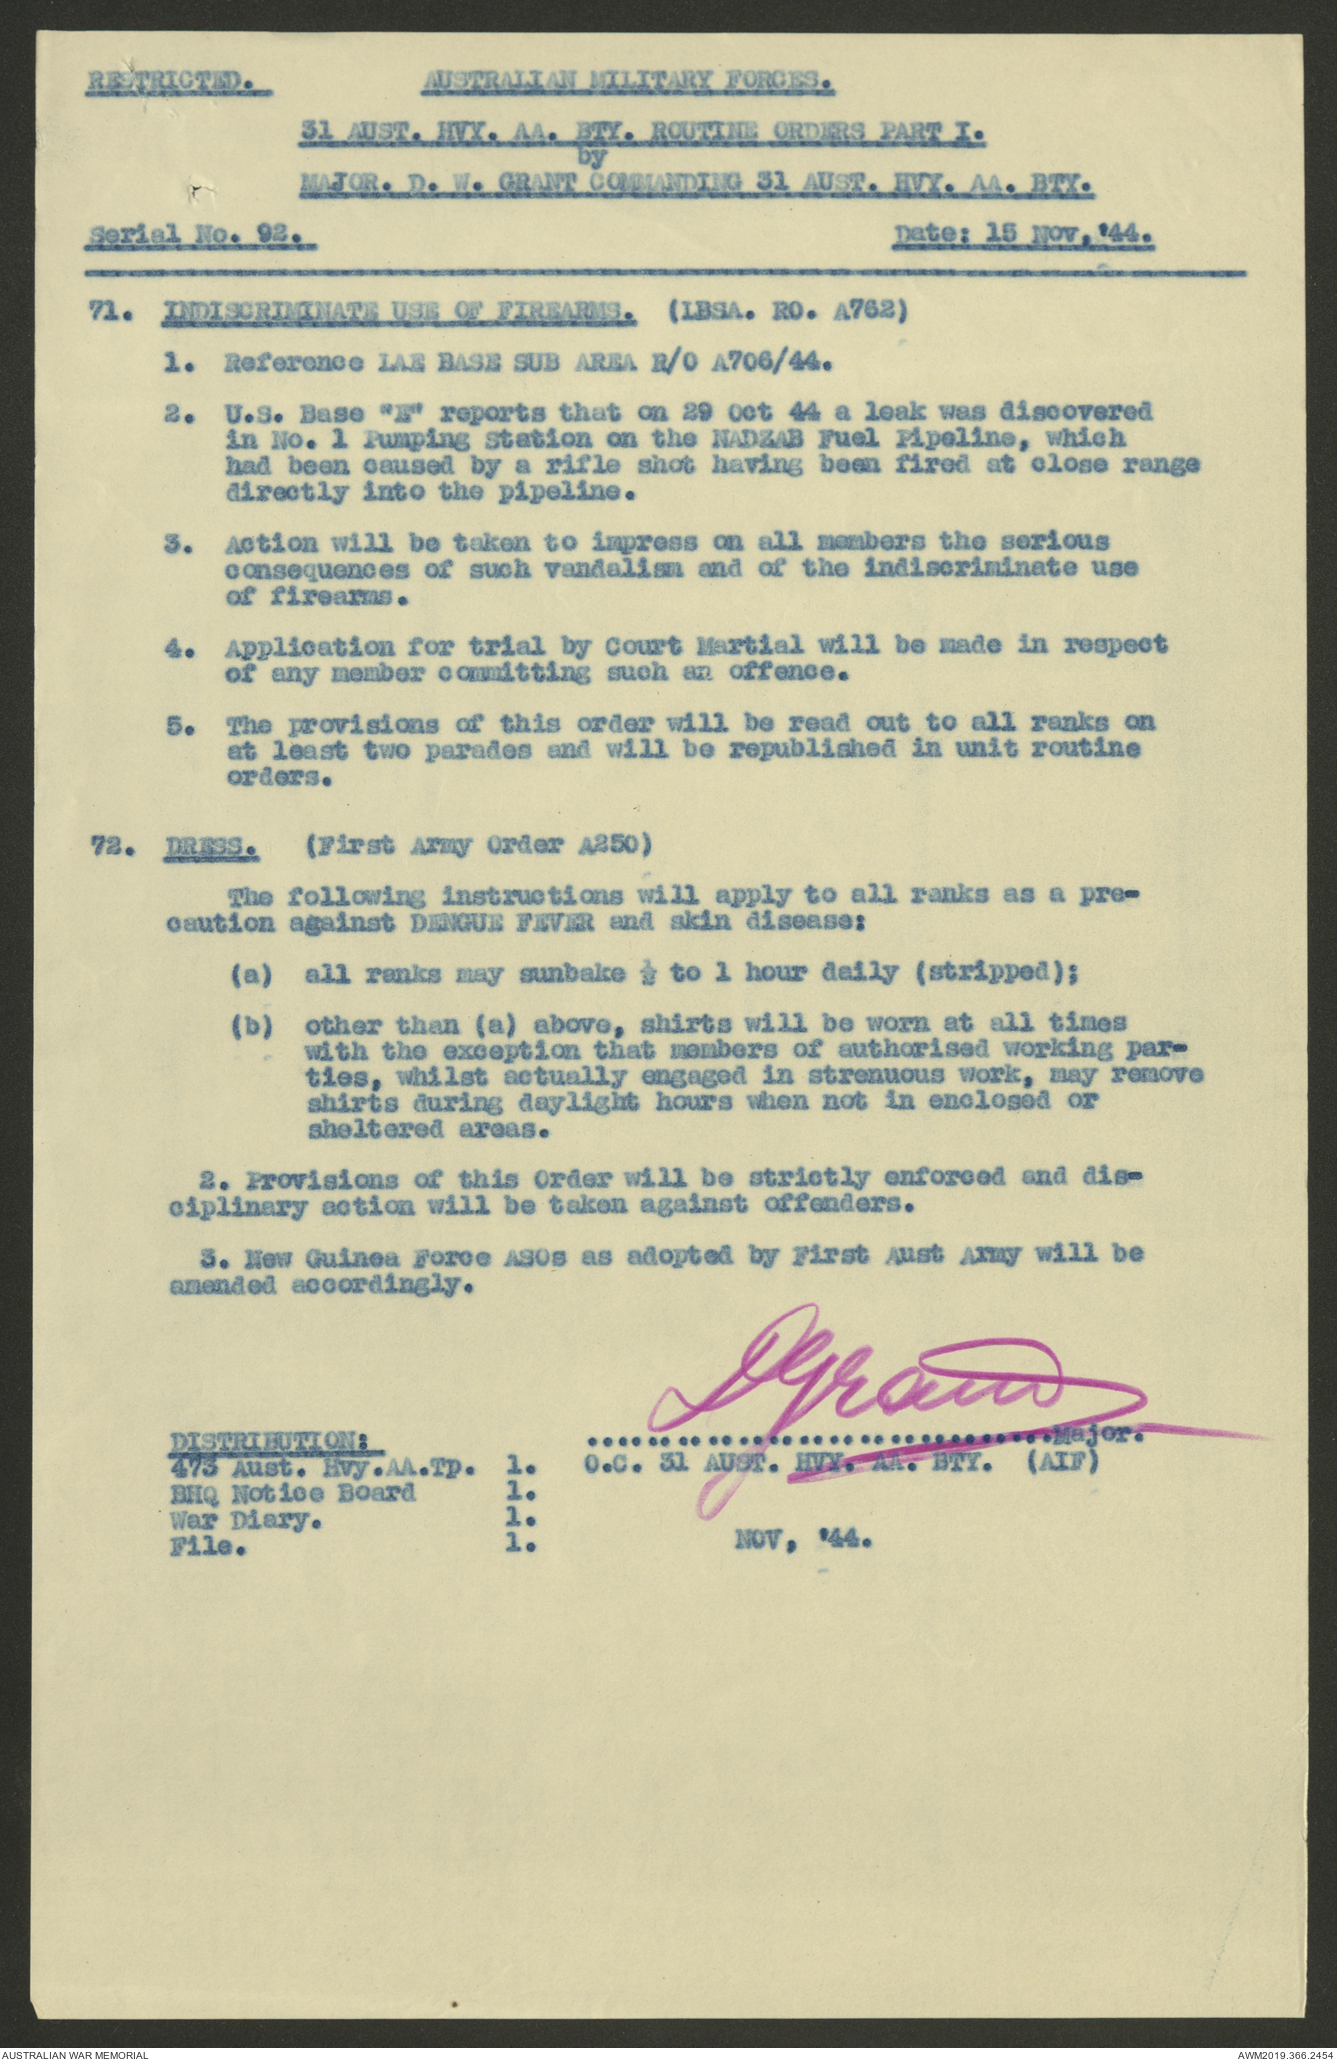 RESTRICTED. AUSTRALIAN MILITARY FORCES.
31 AUST. HVY. AA. BTY. ROUTINE ORDERS PART I.
by
MAJOR. D. W. GRANT COMMANDING 31 AUST. HVY. AA. BTY.
Serial No. 92. Date: 15 Nov, '44.
71. INDISCRIMINATE USE OF FIREARMS. (LBSA. RO. A762)
1. Reference LAE BASE SUB AREA R/O A706/44.
2. U.S. Base "E" reports that on 29 Oct 44 a leak was discovered
in No. 1 Pumping Station on the NADZAB Fuel Pipeline, which
had been caused by a rifle shot having been fired at close range
directly into the pipeline.
3. Action will be taken to impress on all members the serious
consequences of such vandalism and of the indiscriminate use
of firearms.
4. Application for trial by Court Martial will be made in respect
of any member committing such an offence.
5. The provisions of this order will be read out to all ranks on
at least two parades and will be republished in unit routine
orders.
72. DRESS. (First Army Order A250)
The following instructions will apply to all ranks as a pre-
caution against DENGUE FEVER and skin disease:
(a) all ranks may sunbake ½ to 1 hour daily (stripped);
(b) other than (a) above, shirts will be worn at all times
with the exception that members of authorised working par-
ties, whilst actually engaged in strenuous work, may remove
shirts during daylight hours when not in enclosed or
sheltered areas.
2. Provisions of this Order will be strictly enforced and dis-
ciplinary action will be taken against offenders.
3. New Guinea Force ASOs as adopted by First Aust Army will be
amended accordingly.
DGrant
DISTRIBUTION: ...............................Major.
473 Aust. Hvy.AA.Tp. 1. O.C. 31 AUST. HVY. AA. BTY. (AIF)
BHQ Notice Board 1.
War Diary. 1.
File. 1. NOV, '44.
AUSTRALIAN WAR MEMORIAL AWM2019.366.2454